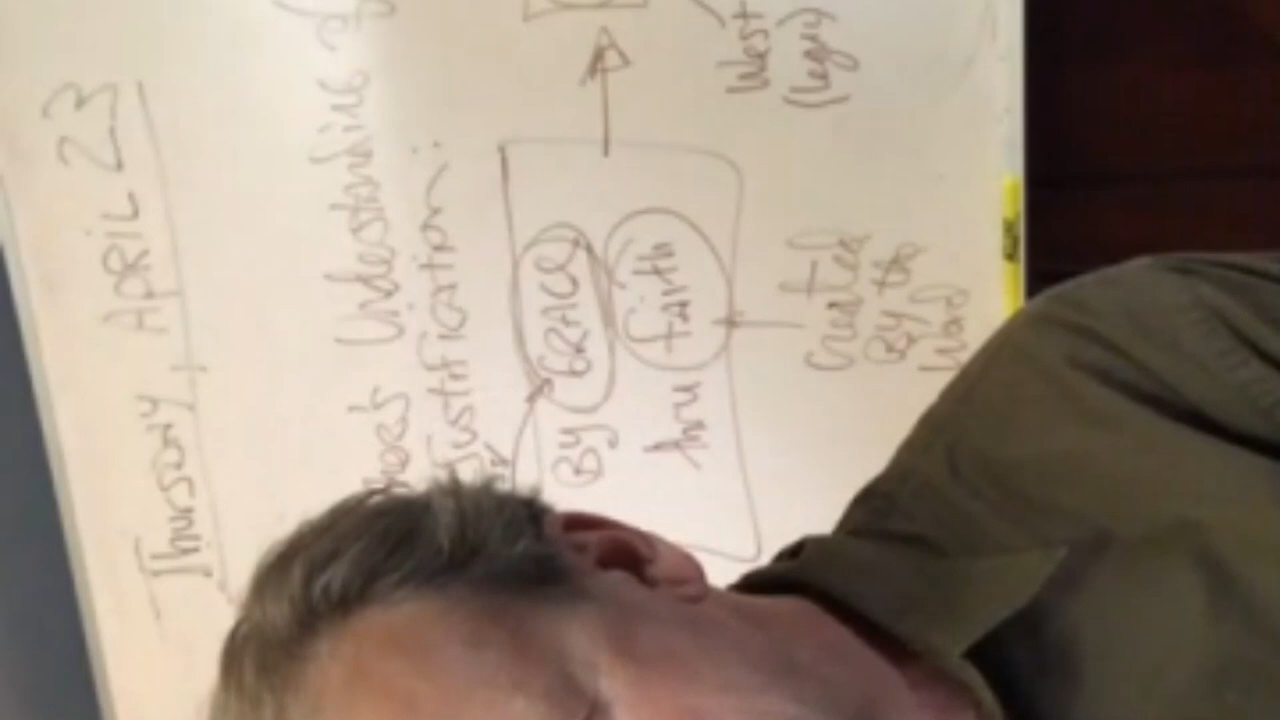 Thursday, April 23
Understanding of
Justification:
By GRACE
thru faith
Created
By the
Word
West
(legal)